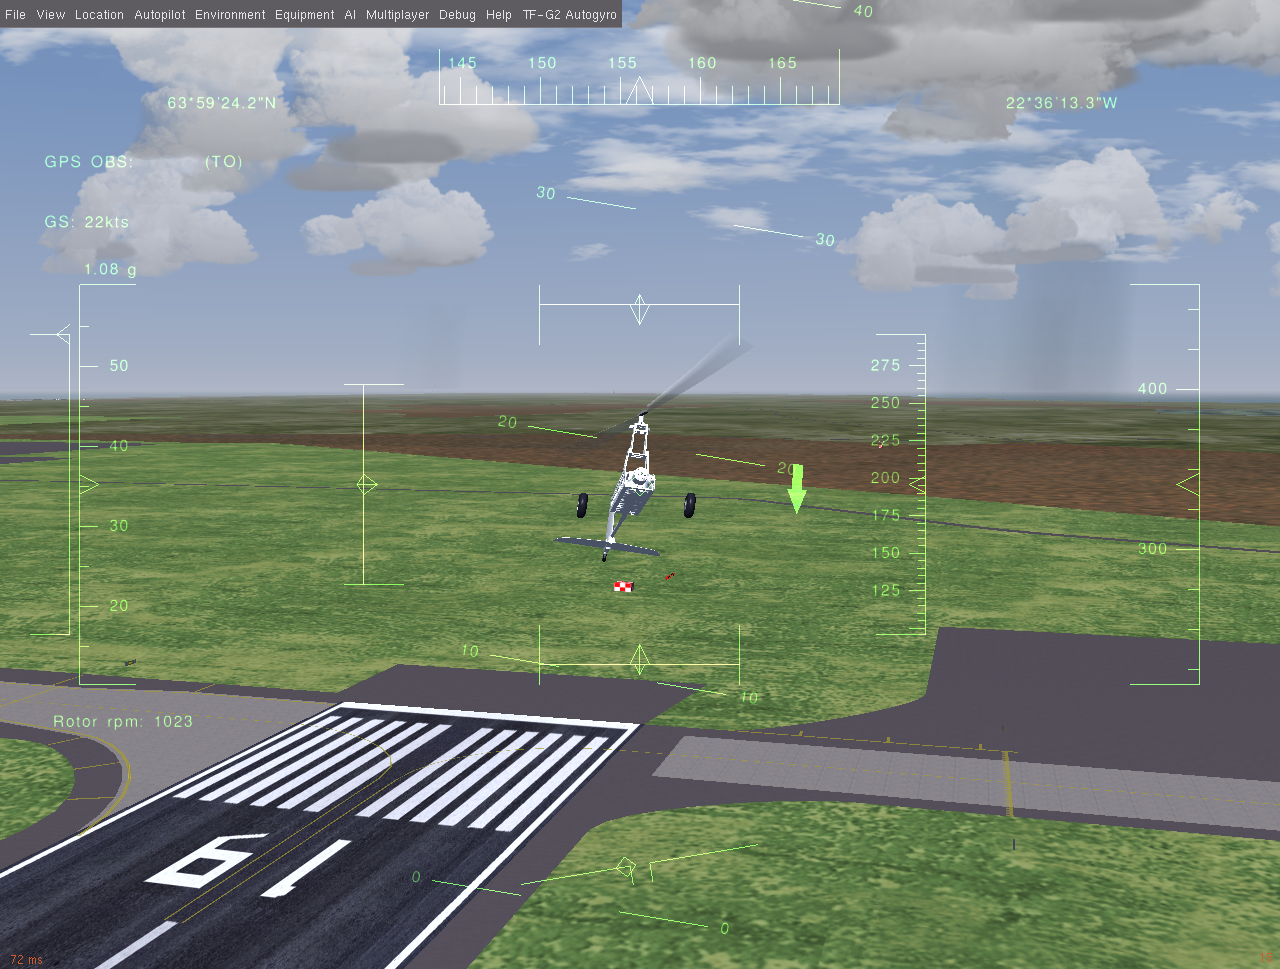 File View Location Autopilot Environment Equipment AI Multiplayer Debug Help TF-G2 Autogyro
40
145 150 155 160 165
63°59'24.2"N 22°36'13.3"W
GPS OBS: (TO)
30
GS: 22kts
30
1.08 g
50 275 400
250
20
40 225
20 200
175
30 300
150
125
20
10
10
Rotor rpm: 1023
19
0
0
72 ms